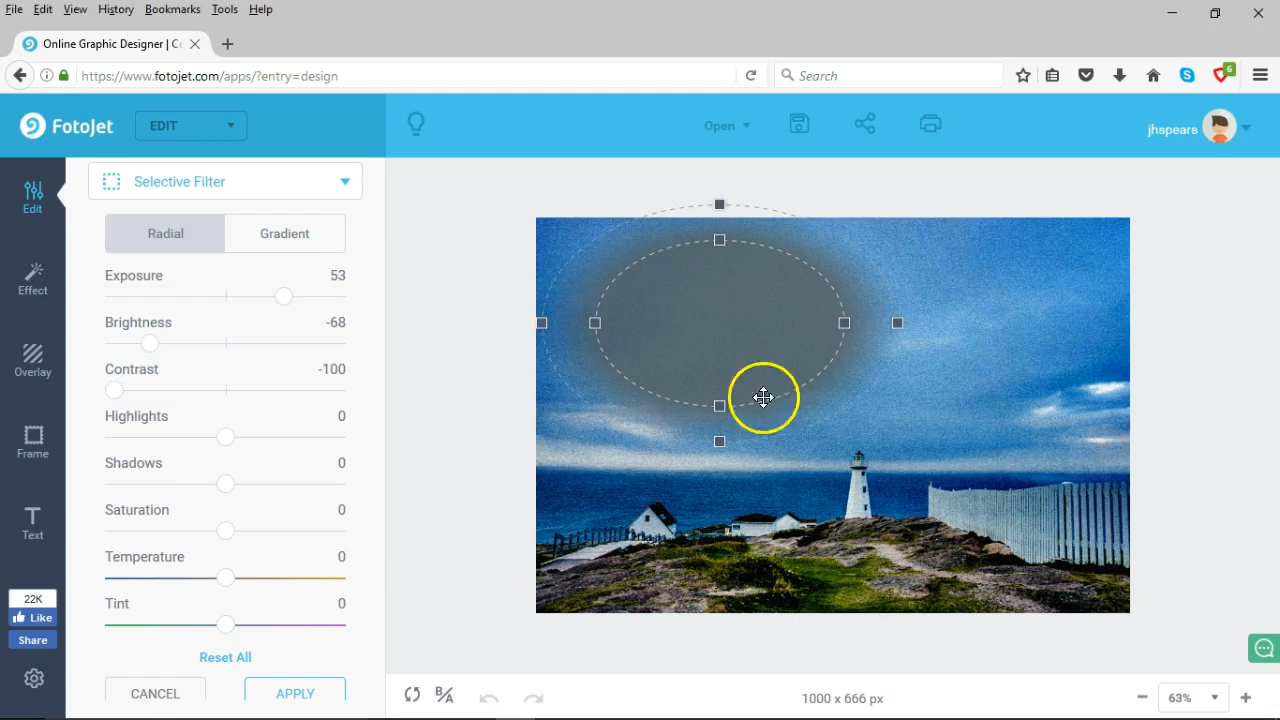 File Edit View History Bookmarks Tools Help
Online Graphic Designer | C
https://www.fotojet.com/apps/?entry=design
Search
6
FotoJet
EDIT
Open
jhspears
Edit
Effect
Overlay
Frame
Text
22K
Like
Share
Selective Filter
Radial Gradient
Exposure 53
Brightness -68
Contrast -100
Highlights 0
Shadows 0
Saturation 0
Temperature 0
Tint 0
Reset All
CANCEL APPLY
B/A
1000 x 666 px
63%